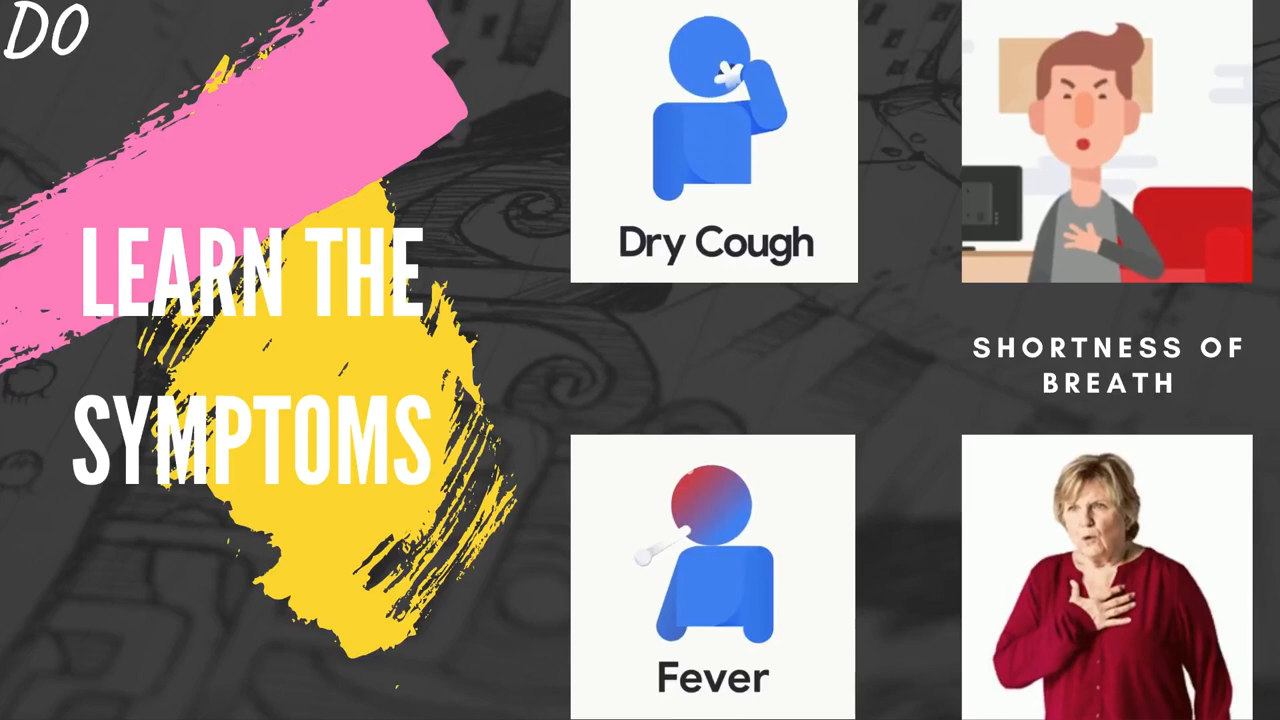 DO
LEARN THE
SYMPTOMS
Dry Cough
SHORTNESS OF
BREATH
Fever